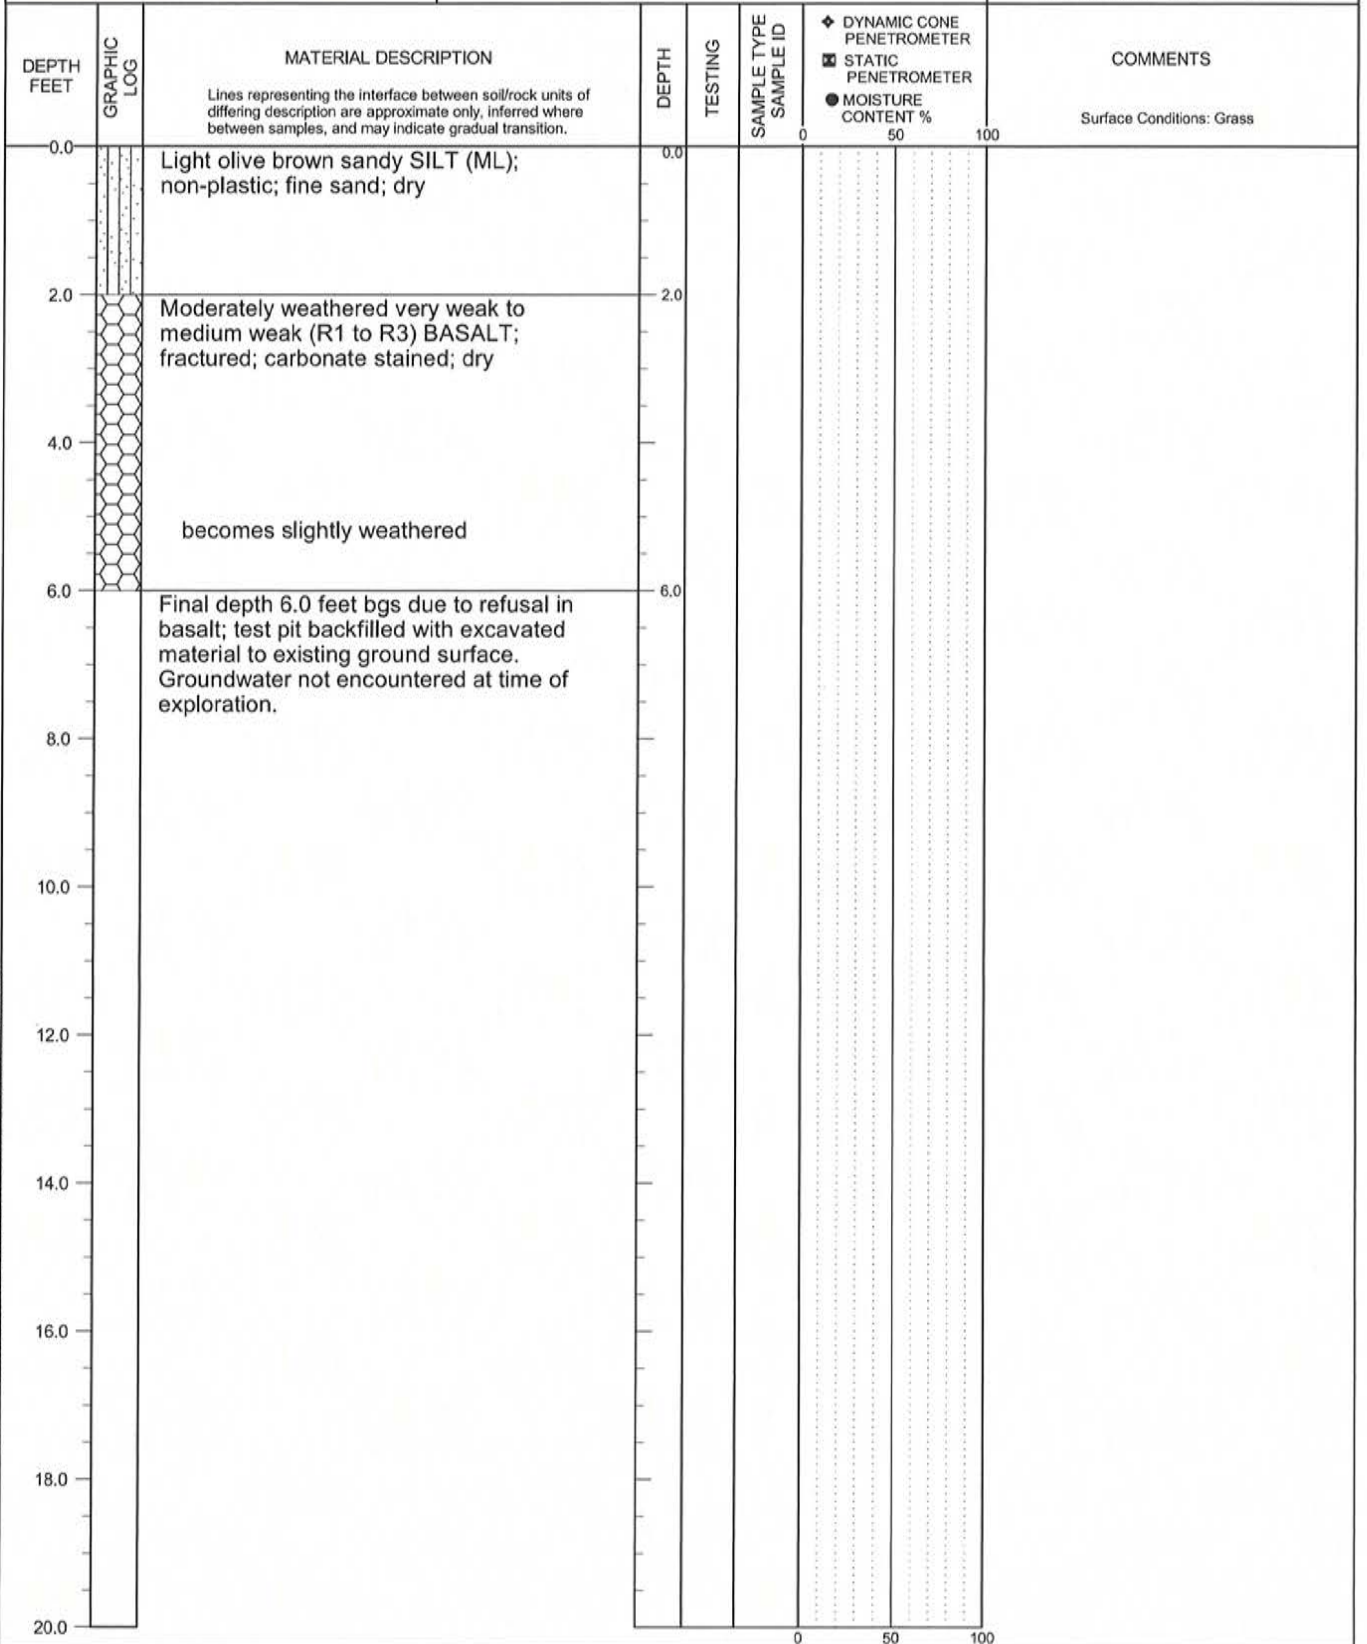 DEPTH
FEET
GRAPHIC
LOG
MATERIAL DESCRIPTION
Lines representing the interface between soil/rock units of
differing description are approximate only, inferred where
between samples, and may indicate gradual transition.
DEPTH
TESTING
SAMPLE TYPE
SAMPLE ID
DYNAMIC CONE
PENETROMETER
STATIC
PENETROMETER
MOISTURE
CONTENT %
0 50 100
COMMENTS
Surface Conditions: Grass
0.0
Light olive brown sandy SILT (ML);
non-plastic; fine sand; dry
0.0
2.0
Moderately weathered very weak to
medium weak (R1 to R3) BASALT;
fractured; carbonate stained; dry
2.0
4.0
becomes slightly weathered
6.0
Final depth 6.0 feet bgs due to refusal in
basalt; test pit backfilled with excavated
material to existing ground surface.
Groundwater not encountered at time of
exploration.
6.0
8.0
10.0
12.0
14.0
16.0
18.0
20.0
0 50 100